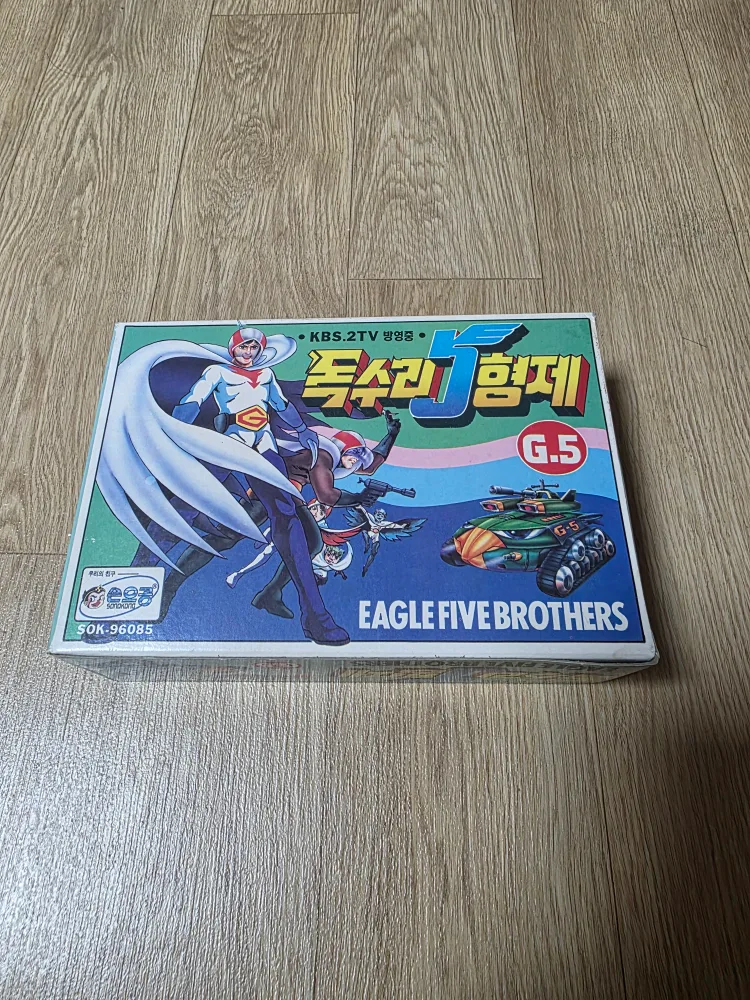 • KBS.2TV 방영중 •
독수리5형제
G.5
G-5
우리의 친구
손오공®
SONOKONG
SOK-96085
EAGLE FIVE BROTHERS
G